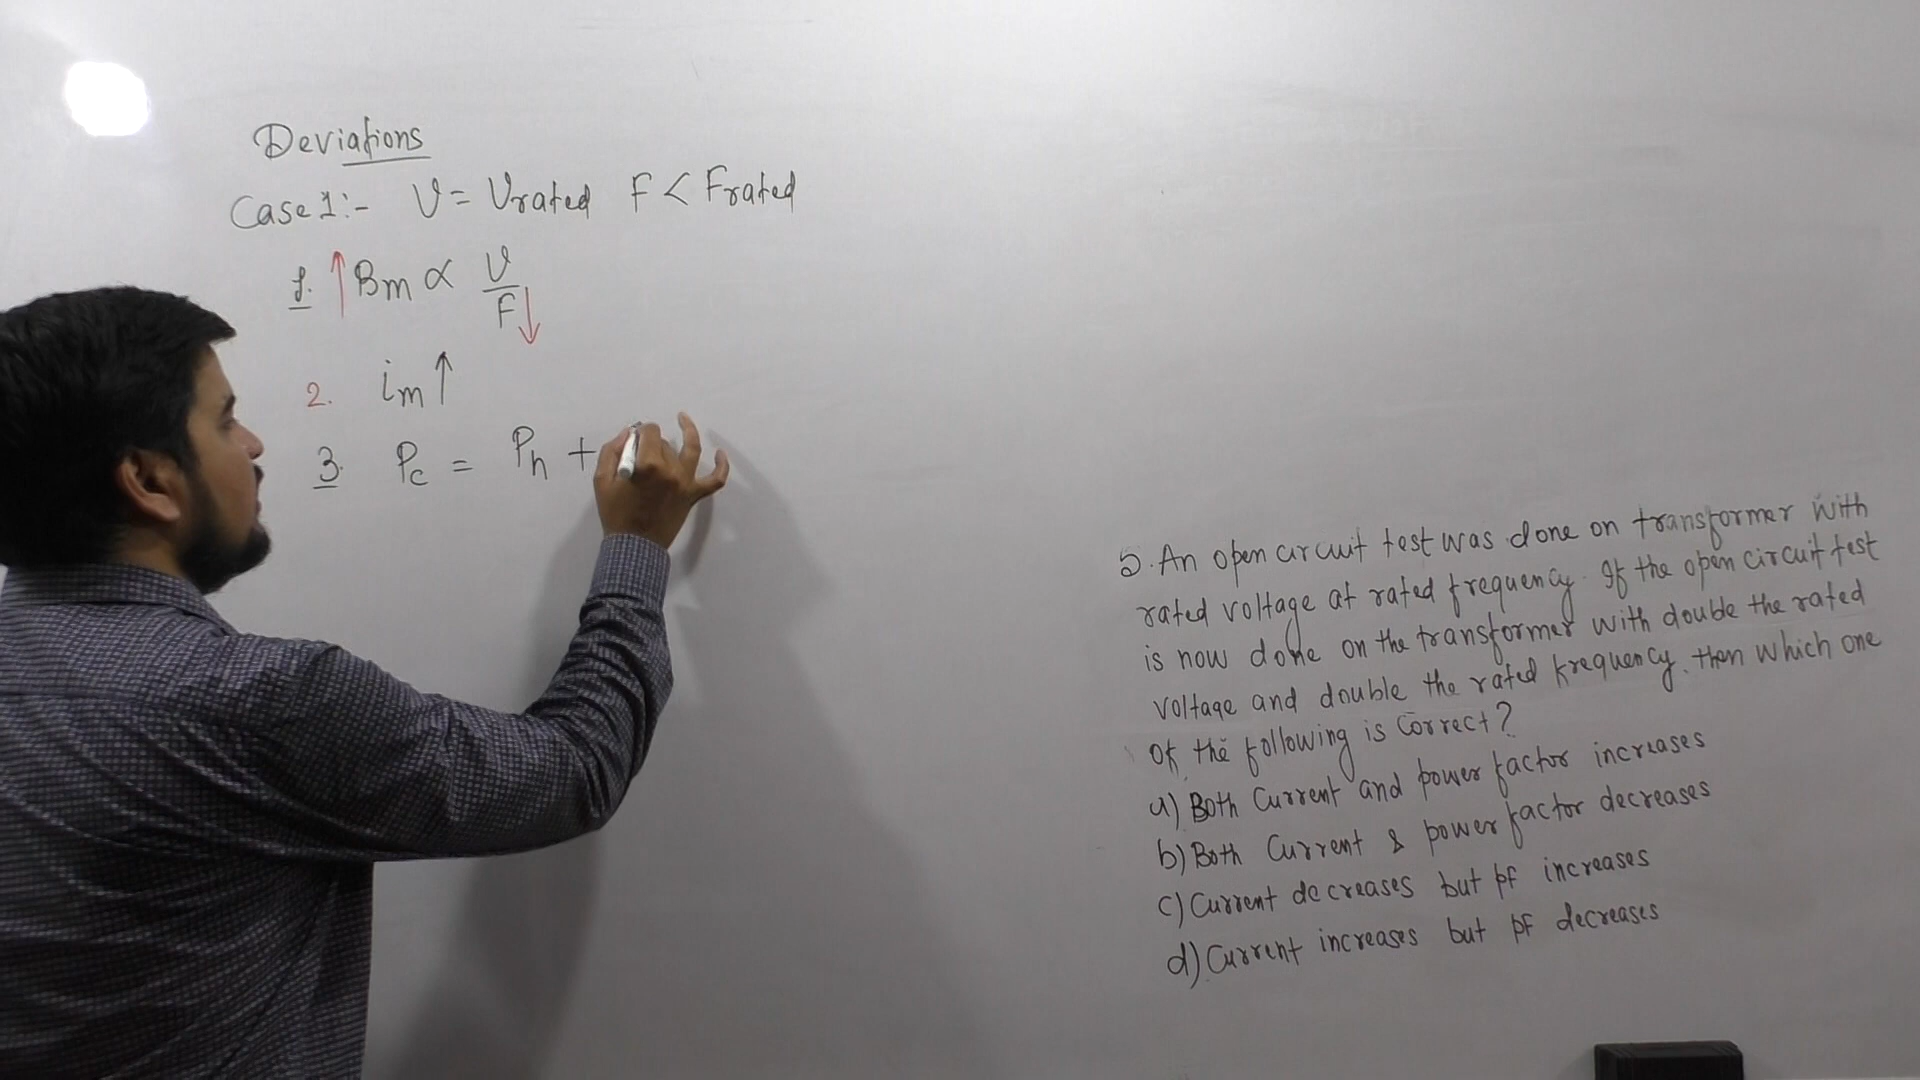 Deviations
Case 1:- V = Vrated F < Frated
1. ↑ Bm ∝ V/F ↓
2. im ↑
3. Pc = Ph +
5. An open circuit test was done on transformer with
rated voltage at rated frequency. If the open circuit test
is now done on the transformer with double the rated
voltage and double the rated frequency, then which one
of the following is correct?
a) Both Current and power factor increases
b) Both Current & power factor decreases
c) Current decreases but pf increases
d) Current increases but pf decreases